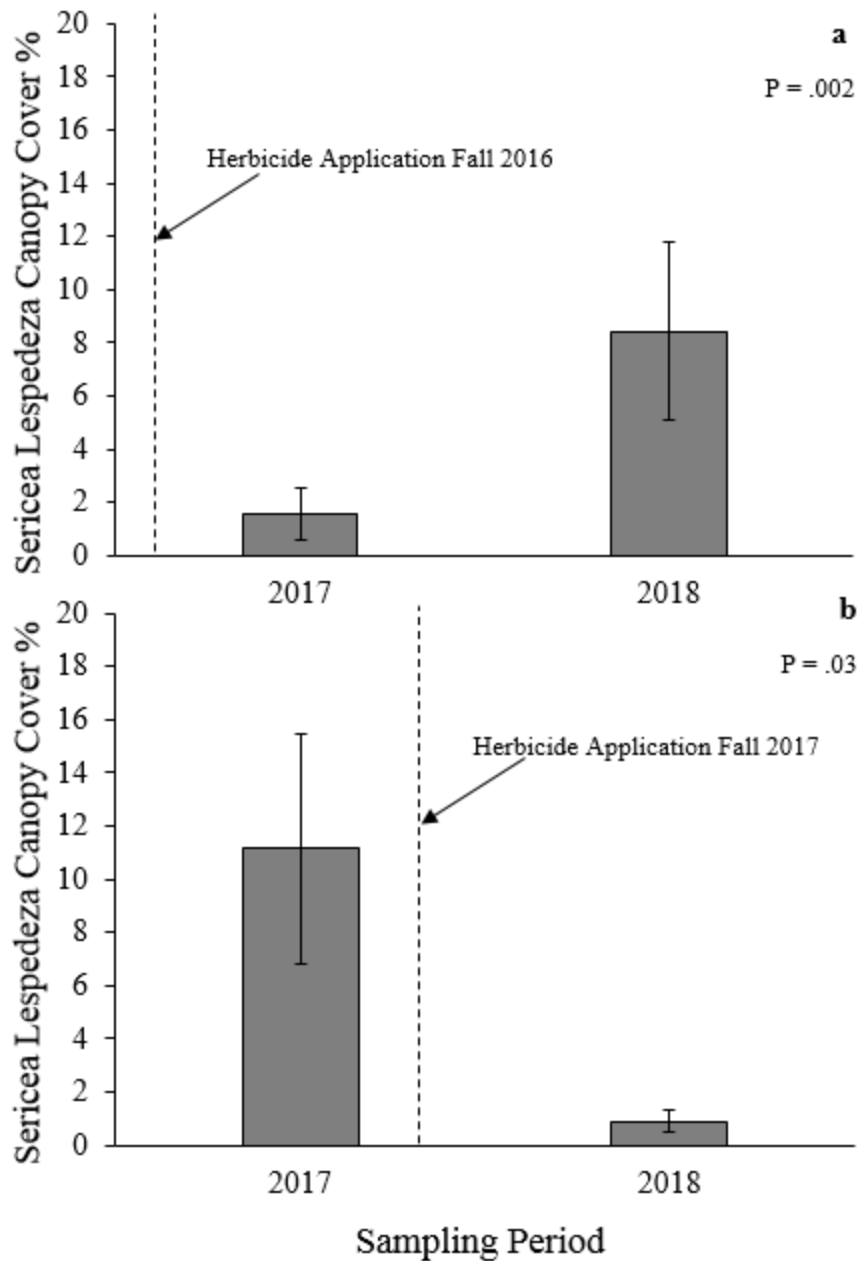 Sericea Lespedeza Canopy Cover %
20
18
16
14
12
10
8
6
4
2
0
a
P = .002
Herbicide Application Fall 2016
2017
2018
Sericea Lespedeza Canopy Cover %
20
18
16
14
12
10
8
6
4
2
0
b
P = .03
Herbicide Application Fall 2017
2017
2018
Sampling Period